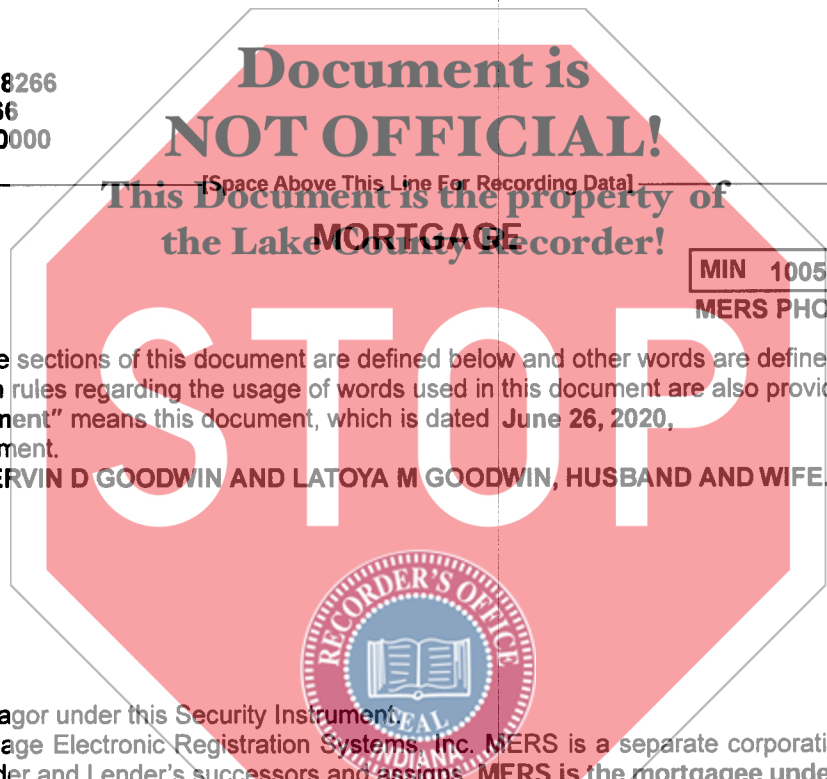 Document is
8266
66
NOT OFFICIAL!
0000
[Space Above This Line For Recording Data]
This Document is the property of
MORTGAGE
the Lake County Recorder!
MIN 1005
MERS PHO
STOP
e sections of this document are defined below and other words are define
rules regarding the usage of words used in this document are also provid
nent" means this document, which is dated June 26, 2020,
ment.
ERVIN D GOODWIN AND LATOYA M GOODWIN, HUSBAND AND WIFE.
RECORDER'S OFFICE
SEAL
INDIANA
agor under this Security Instrument.
age Electronic Registration Systems, Inc. MERS is a separate corporati
der and Lender's successors and assigns. MERS is the mortgagee unde